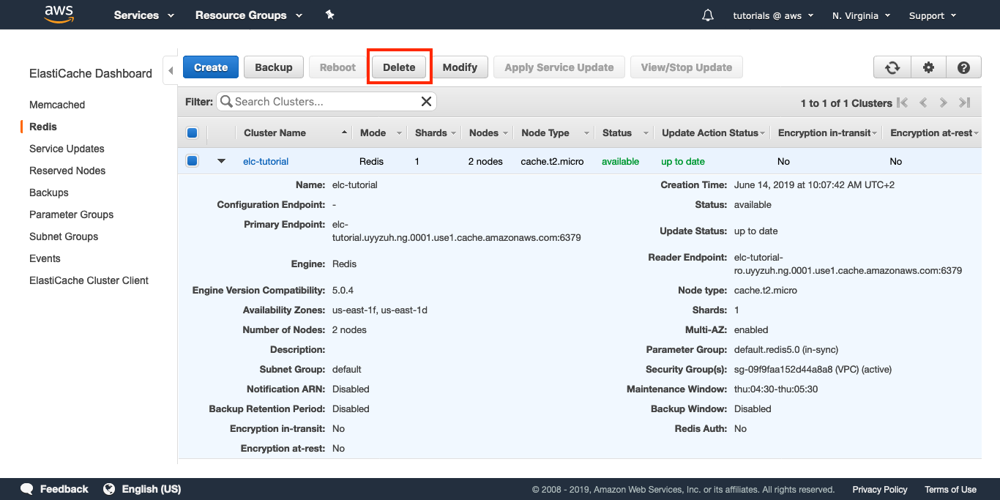 aws Services Resource Groups tutorials @ aws N. Virginia Support
ElastiCache Dashboard
Memcached
Redis
Service Updates
Reserved Nodes
Backups
Parameter Groups
Subnet Groups
Events
ElastiCache Cluster Client
Create Backup Reboot Delete Modify Apply Service Update View/Stop Update
Filter: Search Clusters... 1 to 1 of 1 Clusters
Cluster Name Mode Shards Nodes Node Type Status Update Action Status Encryption in-transit Encryption at-rest
elc-tutorial Redis 1 2 nodes cache.t2.micro available up to date No No
Name: elc-tutorial
Configuration Endpoint: -
Primary Endpoint: elc-
tutorial.uyyzuh.ng.0001.use1.cache.amazonaws.com:6379
Engine: Redis
Engine Version Compatibility: 5.0.4
Availability Zones: us-east-1f, us-east-1d
Number of Nodes: 2 nodes
Description:
Subnet Group: default
Notification ARN: Disabled
Backup Retention Period: Disabled
Encryption in-transit: No
Encryption at-rest: No
Creation Time: June 14, 2019 at 10:07:42 AM UTC+2
Status: available
Update Status: up to date
Reader Endpoint: elc-tutorial-
ro.uyyzuh.ng.0001.use1.cache.amazonaws.com:6379
Node type: cache.t2.micro
Shards: 1
Multi-AZ: enabled
Parameter Group: default.redis5.0 (in-sync)
Security Group(s): sg-09f9faa152d44a8a8 (VPC) (active)
Maintenance Window: thu:04:30-thu:05:30
Backup Window: Disabled
Redis Auth: No
Feedback English (US) © 2008 - 2019, Amazon Web Services, Inc. or its affiliates. All rights reserved. Privacy Policy Terms of Use